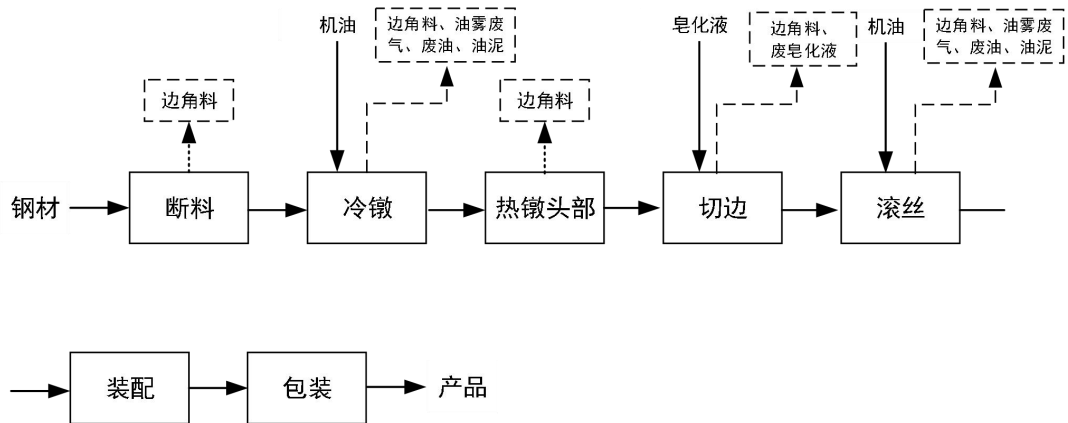 机油
边角料、油雾废
气、废油、油泥
皂化液
边角料、
废皂化液
机油
边角料、油雾废
气、废油、油泥
边角料
边角料
钢材
断料
冷镦
热镦头部
切边
滚丝
装配
包装
产品